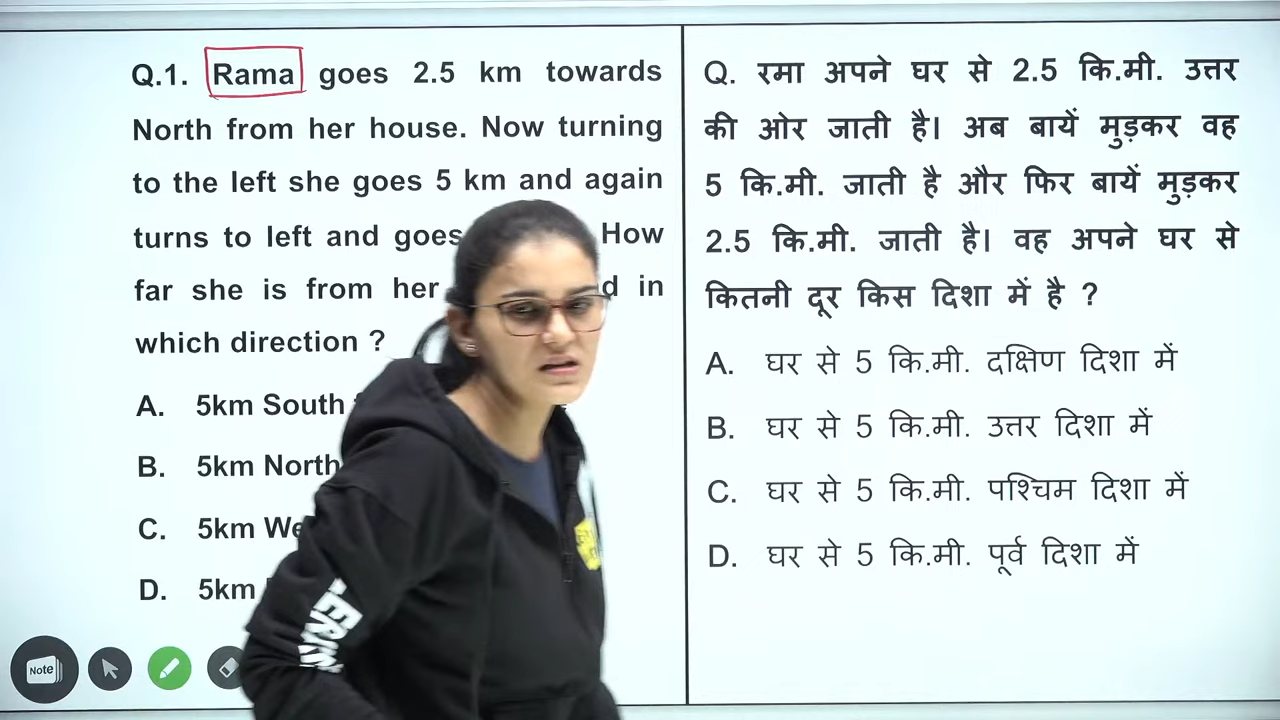 Q.1. Rama goes 2.5 km towards
North from her house. Now turning
to the left she goes 5 km and again
turns to left and goes How
far she is from her in
which direction ?
A. 5km South
B. 5km North
C. 5km
D. 5km
Q. रमा अपने घर से 2.5 कि.मी. उत्तर
की ओर जाती है। अब बायें मुड़कर वह
5 कि.मी. जाती है और फिर बायें मुड़कर
2.5 कि.मी. जाती है। वह अपने घर से
कितनी दूर किस दिशा में है ?
A. घर से 5 कि.मी. दक्षिण दिशा में
B. घर से 5 कि.मी. उत्तर दिशा में
C. घर से 5 कि.मी. पश्चिम दिशा में
D. घर से 5 कि.मी. पूर्व दिशा में
Note